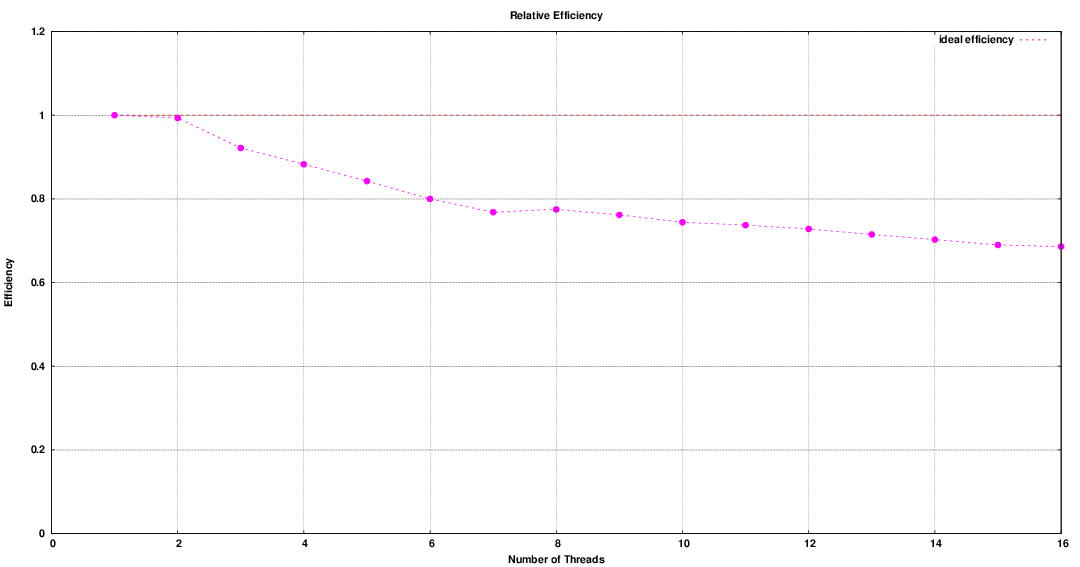 Relative Efficiency
1.2
ideal efficiency
1
0.8
0.6
Efficiency
0.4
0.2
0
0 2 4 6 8 10 12 14 16
Number of Threads